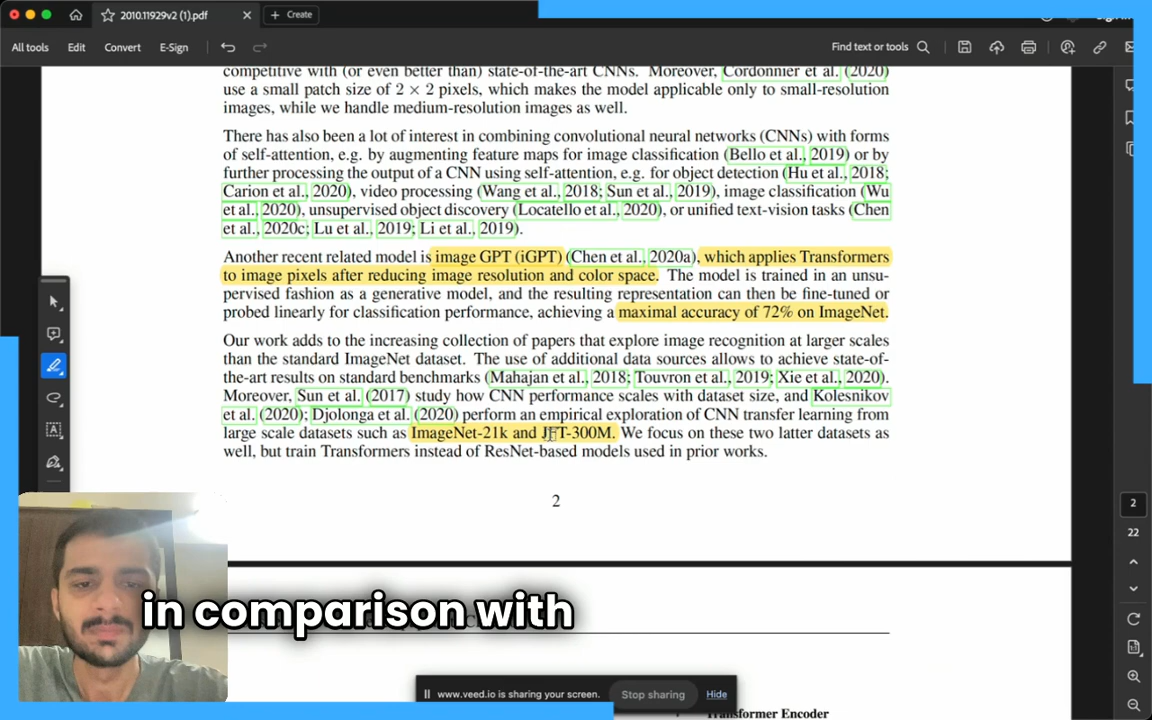 2010.11929v2 (1).pdf
Create
All tools
Edit
Convert
E-Sign
Find text or tools
competitive with (or even better than) state-of-the-art CNNs. Moreover, Cordonnier et al. (2020)
use a small patch size of 2 × 2 pixels, which makes the model applicable only to small-resolution
images, while we handle medium-resolution images as well.
There has also been a lot of interest in combining convolutional neural networks (CNNs) with forms
of self-attention, e.g. by augmenting feature maps for image classification (Bello et al., 2019) or by
further processing the output of a CNN using self-attention, e.g. for object detection (Hu et al., 2018;
Carion et al., 2020), video processing (Wang et al., 2018; Sun et al., 2019), image classification (Wu
et al., 2020), unsupervised object discovery (Locatello et al., 2020), or unified text-vision tasks (Chen
et al., 2020c; Lu et al., 2019; Li et al., 2019).
Another recent related model is image GPT (iGPT) (Chen et al., 2020a), which applies Transformers
to image pixels after reducing image resolution and color space. The model is trained in an unsu-
pervised fashion as a generative model, and the resulting representation can then be fine-tuned or
probed linearly for classification performance, achieving a maximal accuracy of 72% on ImageNet.
Our work adds to the increasing collection of papers that explore image recognition at larger scales
than the standard ImageNet dataset. The use of additional data sources allows to achieve state-of-
the-art results on standard benchmarks (Mahajan et al., 2018; Touvron et al., 2019; Xie et al., 2020).
Moreover, Sun et al. (2017) study how CNN performance scales with dataset size, and Kolesnikov
et al. (2020); Djolonga et al. (2020) perform an empirical exploration of CNN transfer learning from
large scale datasets such as ImageNet-21k and JFT-300M. We focus on these two latter datasets as
well, but train Transformers instead of ResNet-based models used in prior works.
2
2
22
in comparison with
www.veed.io is sharing your screen.
Stop sharing
Hide
Transformer Encoder